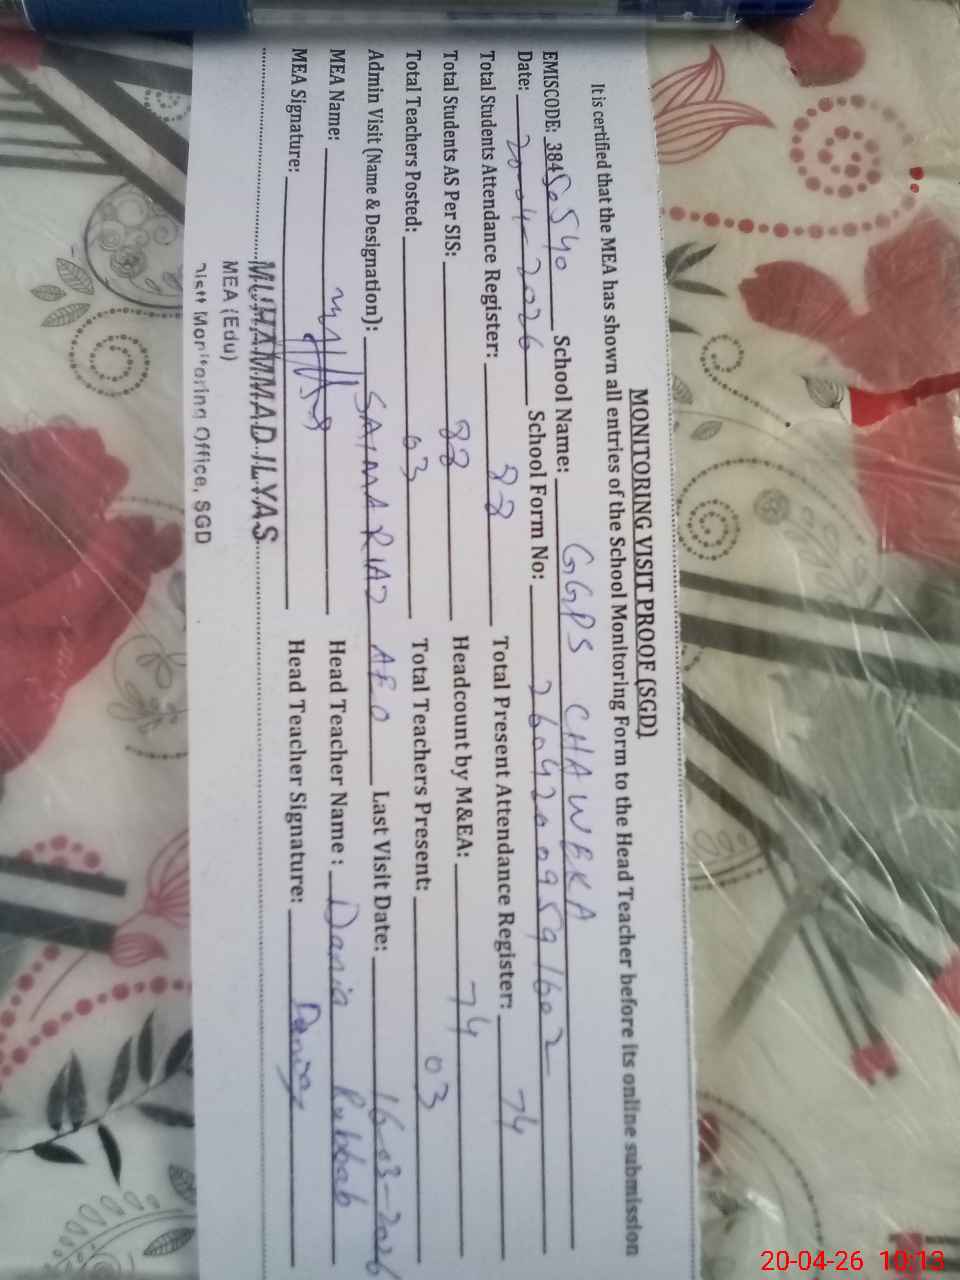 MONITORING VISIT PROOF (SGD)
It is certified that the MEA has shown all entries of the School Monitoring Form to the Head Teacher before its online submission
EMISCODE: 384 50540 School Name: GGPS CHAWEKA
Date: 20-04-2026 School Form No: 26042009591602
Total Students Attendance Register: 88 Total Present Attendance Register: 74
Total Students AS Per SIS: 88 Headcount by M&EA: 74
Total Teachers Posted: 03 Total Teachers Present: 03
Admin Visit (Name & Designation): SAIMA RIAZ AEO Last Visit Date: 16-03-2026
MEA Name: Head Teacher Name : Dania Rubbab
MEA Signature: Head Teacher Signature: Dania
MUHAMMAD ILYAS
MEA (Edu)
Monitoring Office, SGD
20-04-26 10:13